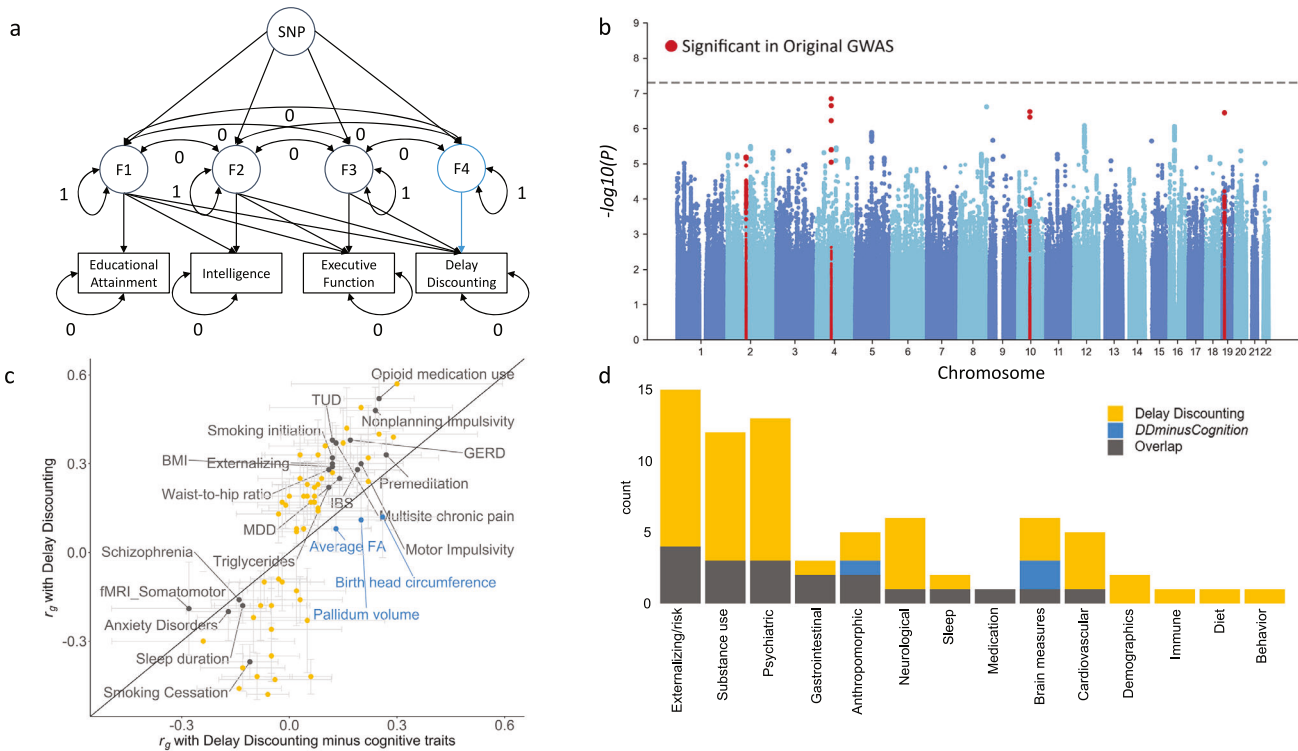 a
SNP
0
0
0
0
0
0
F1
F2
F3
F4
1
1
1
1
Educational
Attainment
Intelligence
Executive
Function
Delay
Discounting
0
0
0
0
b
Significant in Original GWAS
-log10(P)
9
8
7
6
5
4
3
2
1
0
1 2 3 4 5 6 7 8 9 10 11 12 13 14 15 16 17 18 19 20 21 22
Chromosome
c
rg with Delay Discounting
0.6
0.3
0.0
-0.3
Opioid medication use
TUD
Nonplanning Impulsivity
Smoking initiation
GERD
BMI
Externalizing
Premeditation
Waist-to-hip ratio
IBS
Multisite chronic pain
MDD
Average FA
Motor Impulsivity
Schizophrenia
Triglycerides
Birth head circumference
fMRI_Somatomotor
Pallidum volume
Anxiety Disorders
Sleep duration
Smoking Cessation
-0.3 0.0 0.3 0.6
rg with Delay Discounting minus cognitive traits
d
count
15
10
5
0
Delay Discounting
DDminusCognition
Overlap
Externalizing/risk
Substance use
Psychiatric
Gastrointestinal
Anthropomorphic
Neurological
Sleep
Medication
Brain measures
Cardiovascular
Demographics
Immune
Diet
Behavior